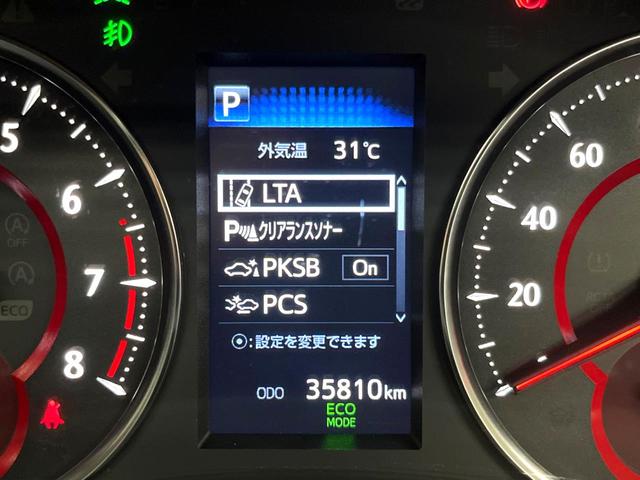 P
外気温 31℃
LTA
P クリアランスソナー
PKSB On
PCS
:設定を変更できます
ODO 35810km
ECO
MODE
5
6
7
8
A
OFF
A
ECO
60
40
20